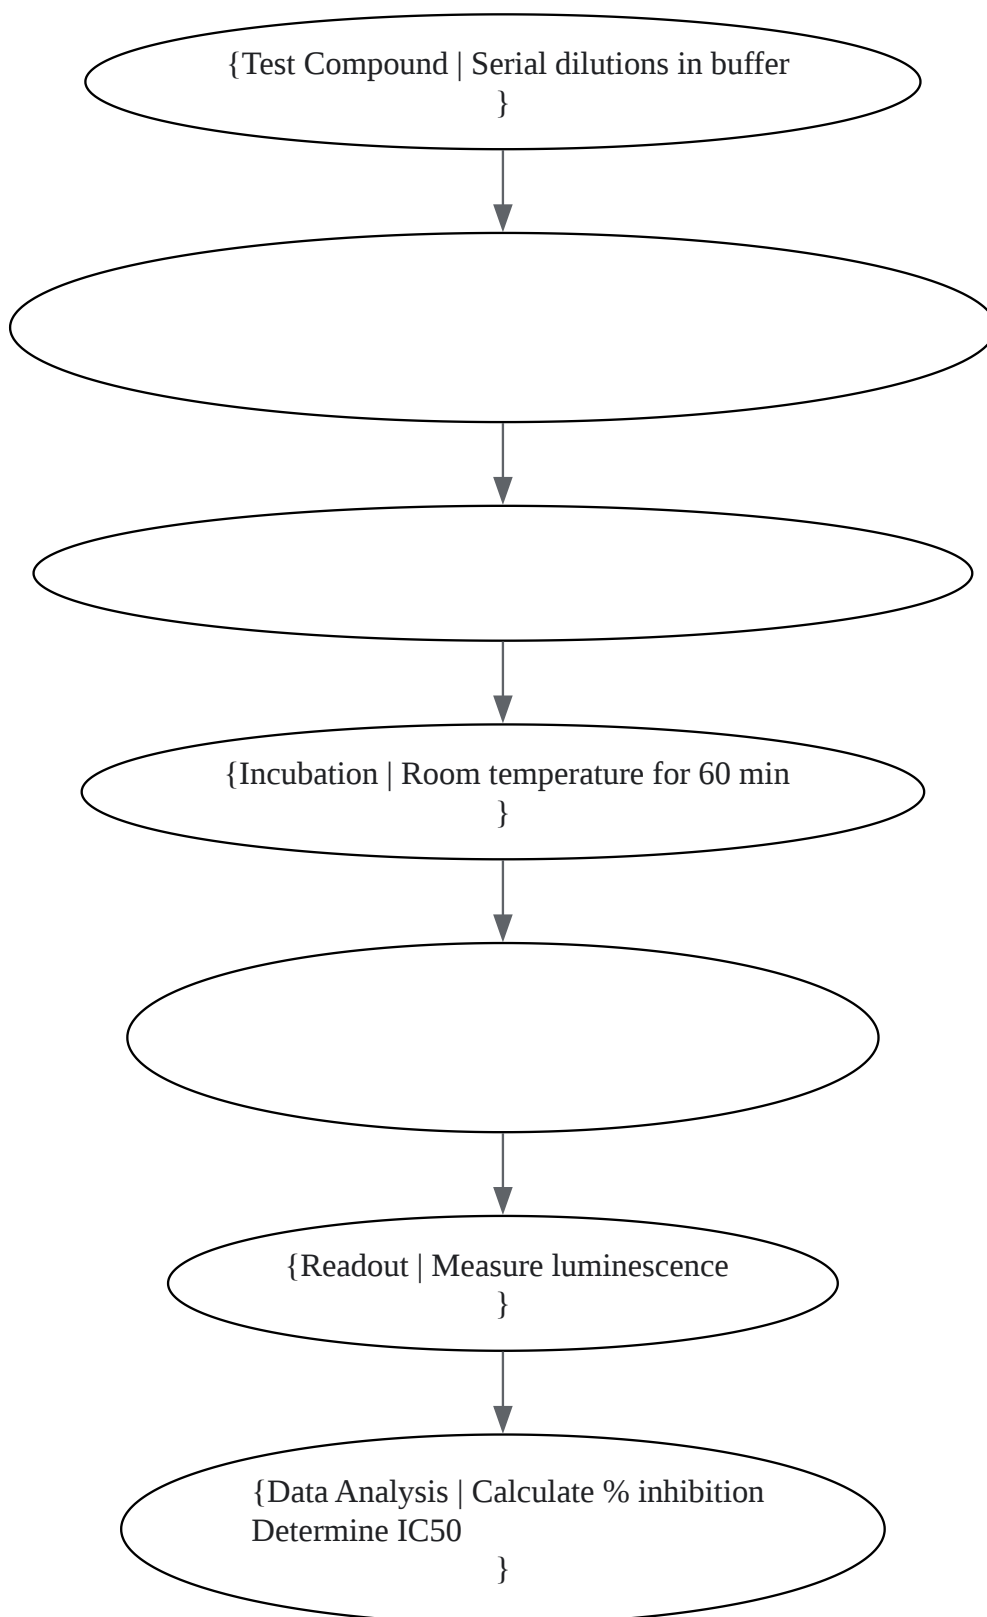 {Test Compound | Serial dilutions in buffer
}
{Incubation | Room temperature for 60 min
}
{Readout | Measure luminescence
}
{Data Analysis | Calculate % inhibition
Determine IC50
}